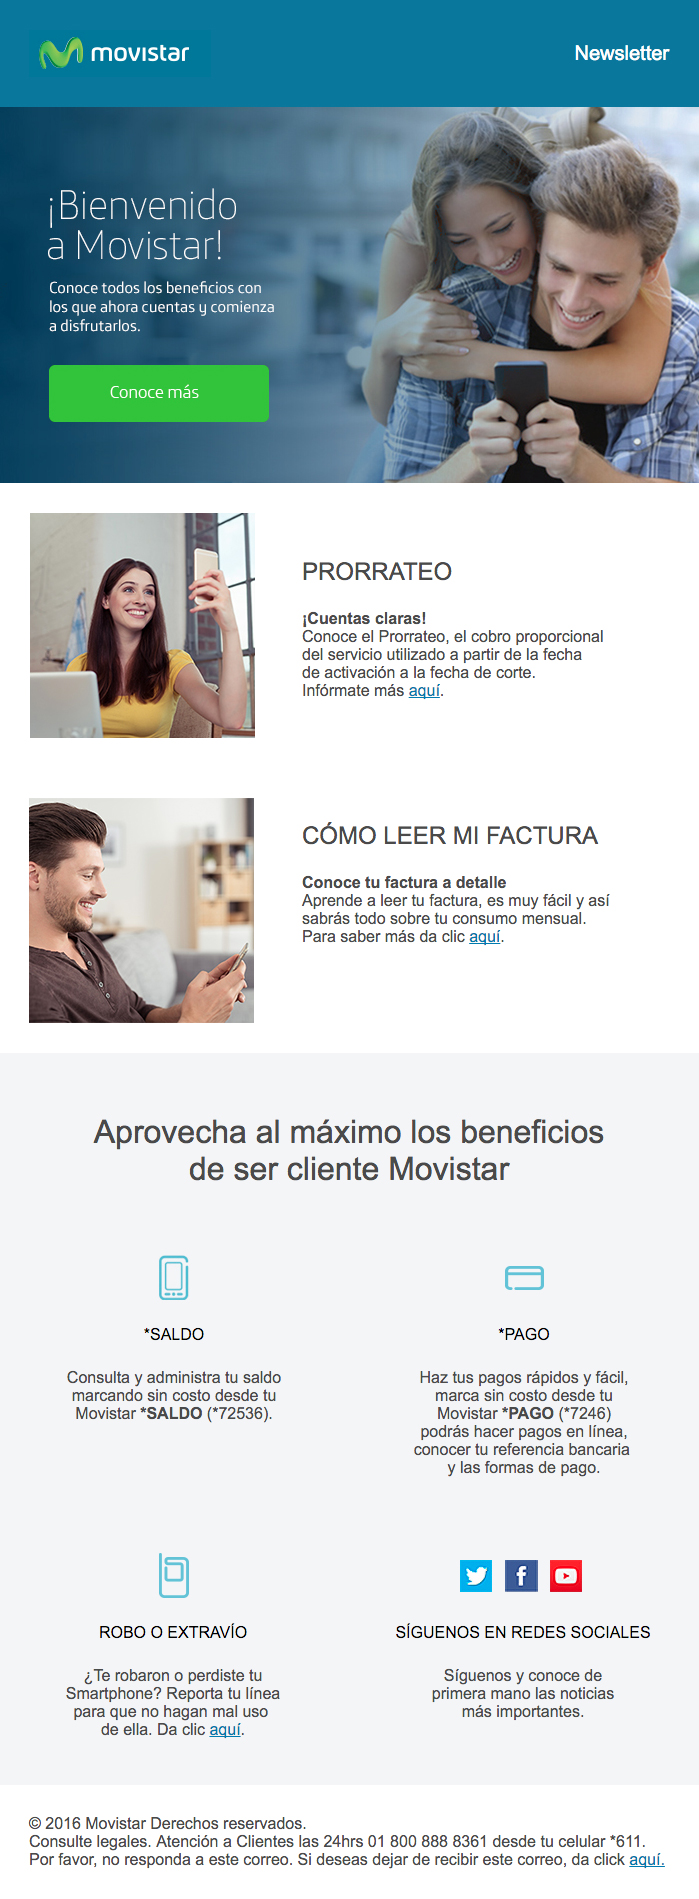 movistar
Newsletter
¡Bienvenido
a Movistar!
Conoce todos los beneficios con
los que ahora cuentas y comienza
a disfrutarlos.
Conoce más
PRORRATEO
¡Cuentas claras!
Conoce el Prorrateo, el cobro proporcional
del servicio utilizado a partir de la fecha
de activación a la fecha de corte.
Infórmate más aquí.
CÓMO LEER MI FACTURA
Conoce tu factura a detalle
Aprende a leer tu factura, es muy fácil y así
sabrás todo sobre tu consumo mensual.
Para saber más da clic aquí.
Aprovecha al máximo los beneficios
de ser cliente Movistar
*SALDO
Consulta y administra tu saldo
marcando sin costo desde tu
Movistar *SALDO (*72536).
*PAGO
Haz tus pagos rápidos y fácil,
marca sin costo desde tu
Movistar *PAGO (*7246)
podrás hacer pagos en línea,
conocer tu referencia bancaria
y las formas de pago.
ROBO O EXTRAVÍO
¿Te robaron o perdiste tu
Smartphone? Reporta tu línea
para que no hagan mal uso
de ella. Da clic aquí.
SÍGUENOS EN REDES SOCIALES
Síguenos y conoce de
primera mano las noticias
más importantes.
© 2016 Movistar Derechos reservados.
Consulte legales. Atención a Clientes las 24hrs 01 800 888 8361 desde tu celular *611.
Por favor, no responda a este correo. Si deseas dejar de recibir este correo, da click aquí.